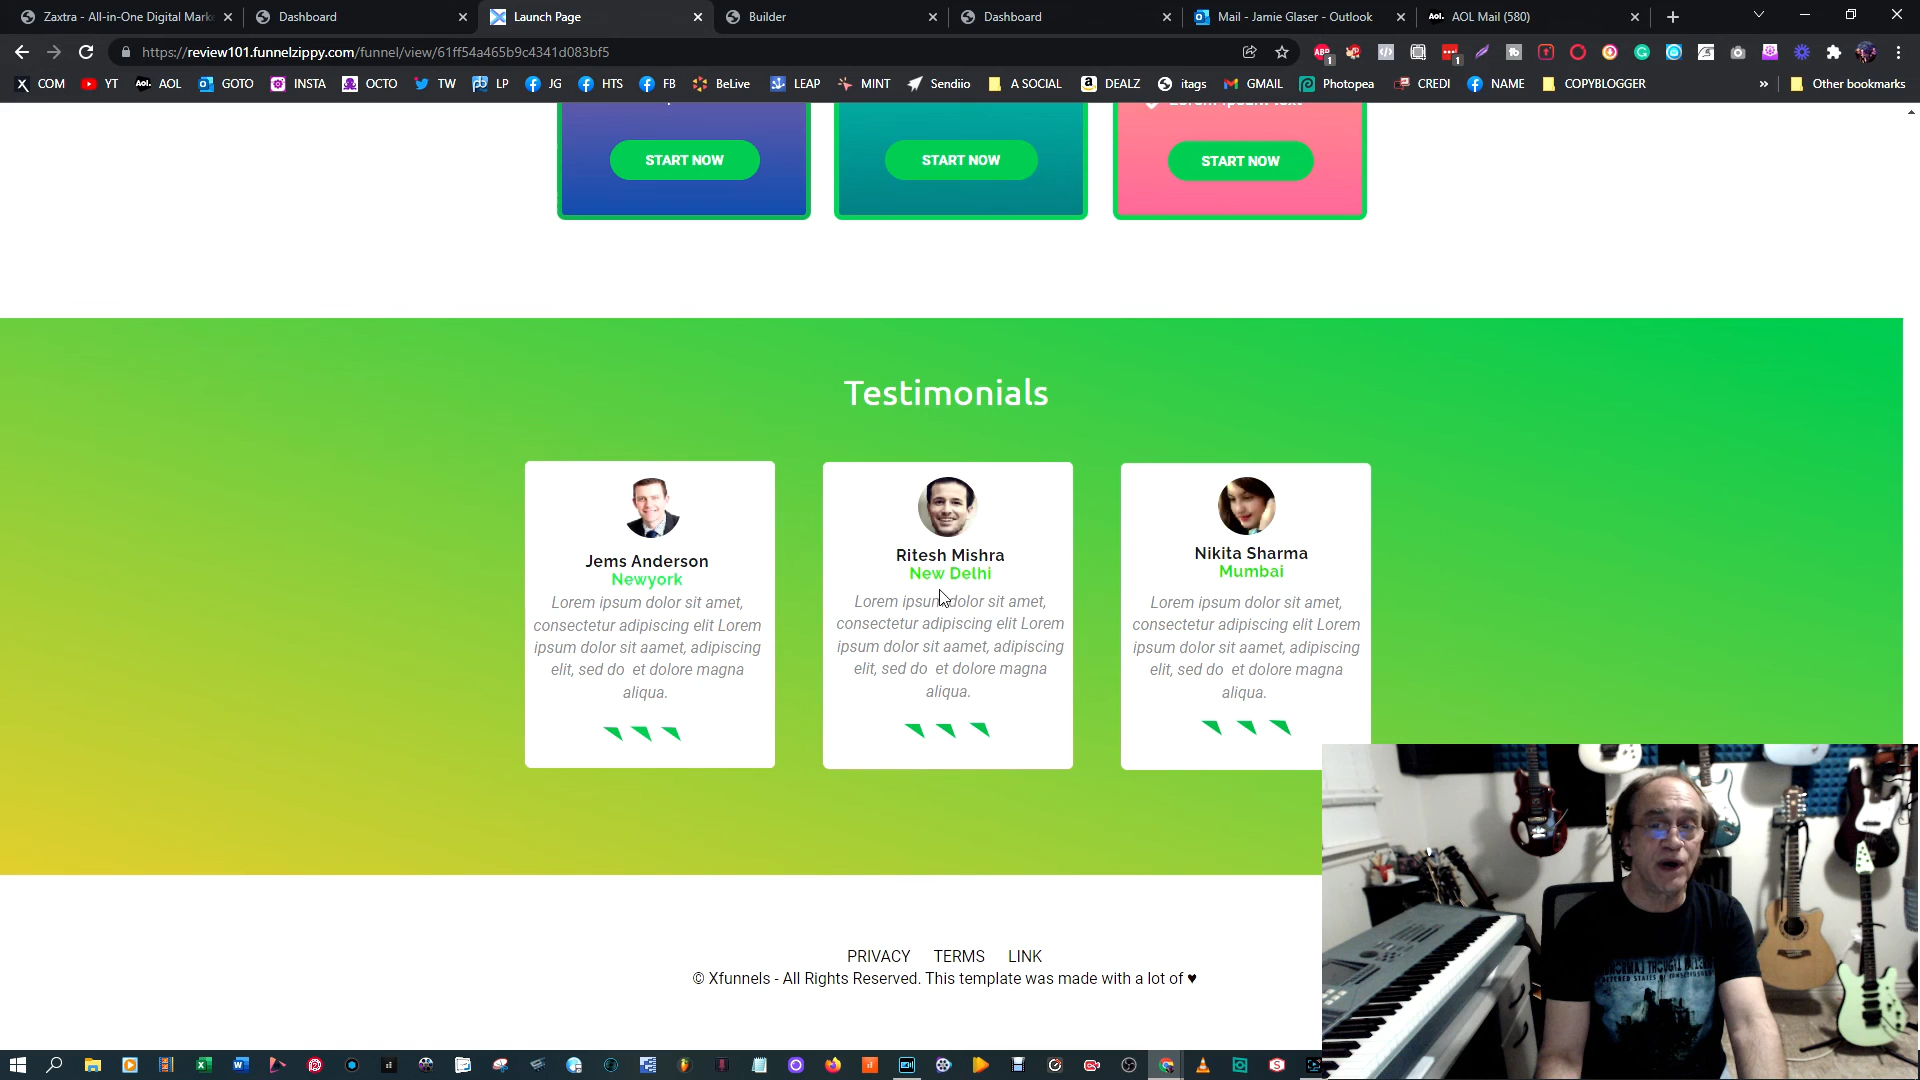 Zaxtra - All-in-One Digital Mark
Dashboard
Launch Page
Builder
Dashboard
Mail - Jamie Glaser - Outlook
Aol. AOL Mail (580)
https://review101.funnelzippy.com/funnel/view/61ff54a465b9c4341d083bf5
COM
YT
Aol. AOL
GOTO
INSTA
OCTO
TW
LP
JG
HTS
FB
BeLive
LEAP
MINT
Sendiio
A SOCIAL
DEALZ
itags
GMAIL
Photopea
CREDI
NAME
COPYBLOGGER
»
Other bookmarks
START NOW
START NOW
START NOW
Testimonials
Jems Anderson
Newyork
Lorem ipsum dolor sit amet,
consectetur adipiscing elit Lorem
ipsum dolor sit aamet, adipiscing
elit, sed do et dolore magna
aliqua.
Ritesh Mishra
New Delhi
Lorem ipsum dolor sit amet,
consectetur adipiscing elit Lorem
ipsum dolor sit aamet, adipiscing
elit, sed do et dolore magna
aliqua.
Nikita Sharma
Mumbai
Lorem ipsum dolor sit amet,
consectetur adipiscing elit Lorem
ipsum dolor sit aamet, adipiscing
elit, sed do et dolore magna
aliqua.
PRIVACY TERMS LINK
© Xfunnels - All Rights Reserved. This template was made with a lot of ♥